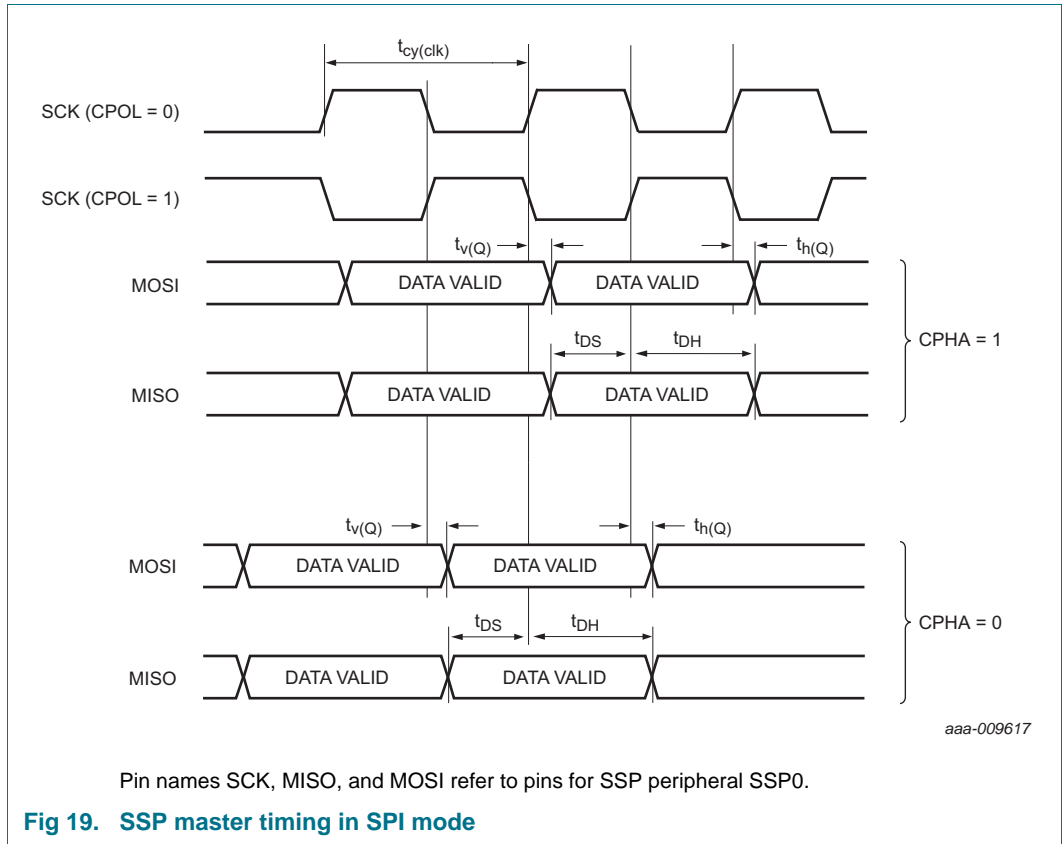 tcy(clk)
SCK (CPOL = 0)
SCK (CPOL = 1)
tv(Q)
th(Q)
MOSI
DATA VALID
DATA VALID
tDS
tDH
CPHA = 1
MISO
DATA VALID
DATA VALID
tv(Q)
th(Q)
MOSI
DATA VALID
DATA VALID
tDS
tDH
CPHA = 0
MISO
DATA VALID
DATA VALID
aaa-009617
Pin names SCK, MISO, and MOSI refer to pins for SSP peripheral SSP0.
Fig 19. SSP master timing in SPI mode